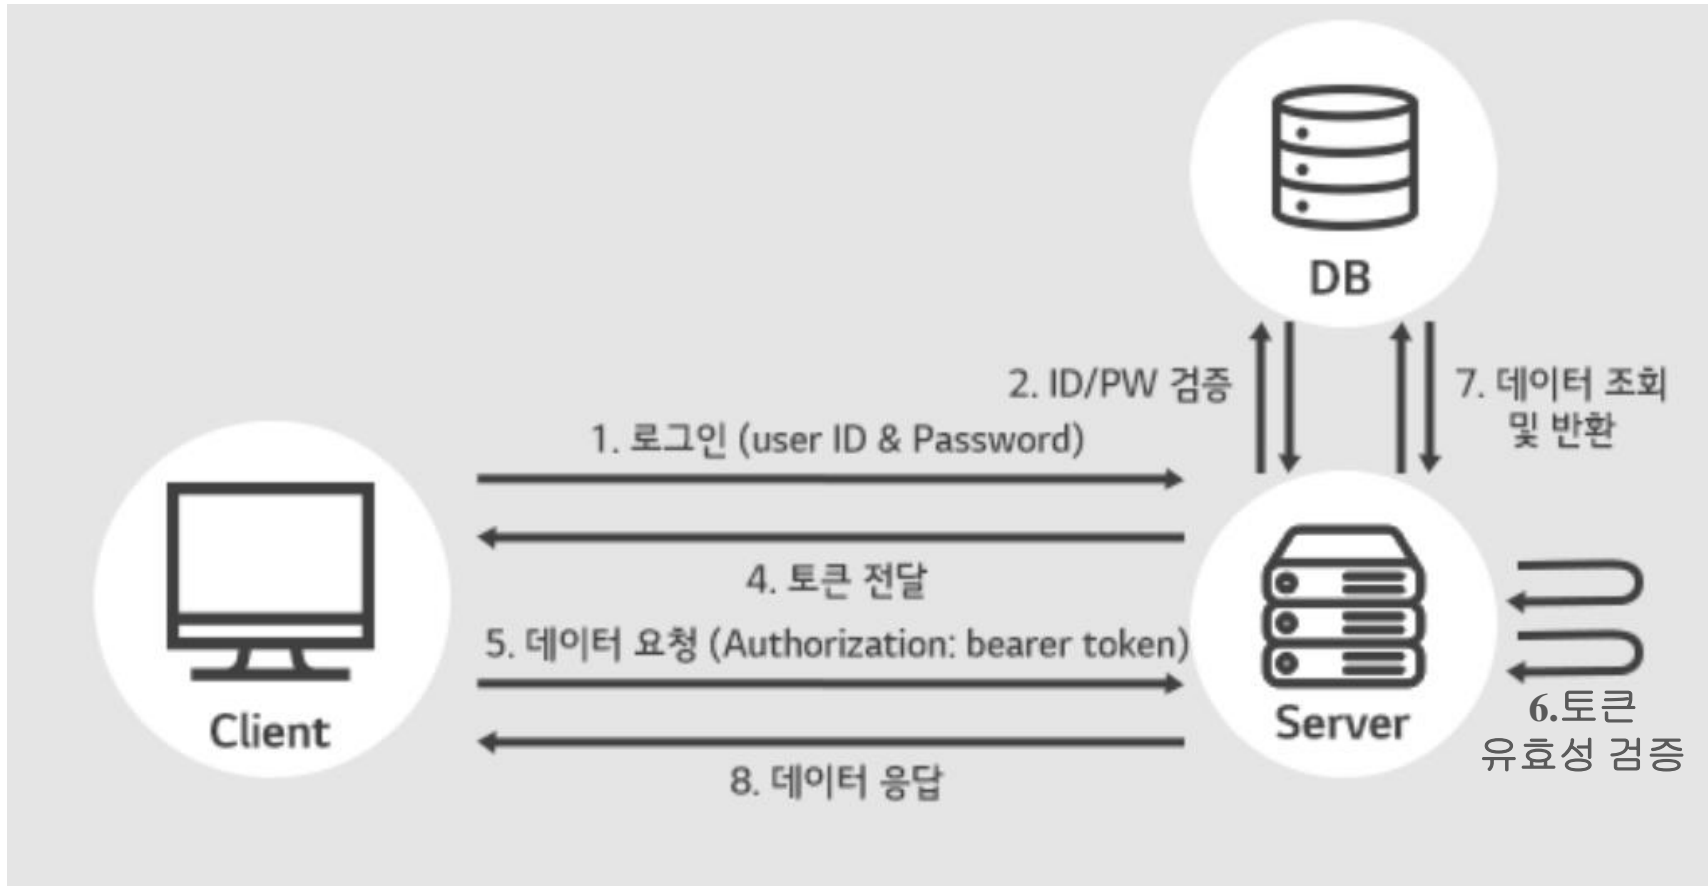 DB
2. ID/PW 검증
7. 데이터 조회
및 반환
1. 로그인 (user ID & Password)
4. 토큰 전달
5. 데이터 요청 (Authorization: bearer token)
6.토큰
유효성 검증
Client
Server
8. 데이터 응답